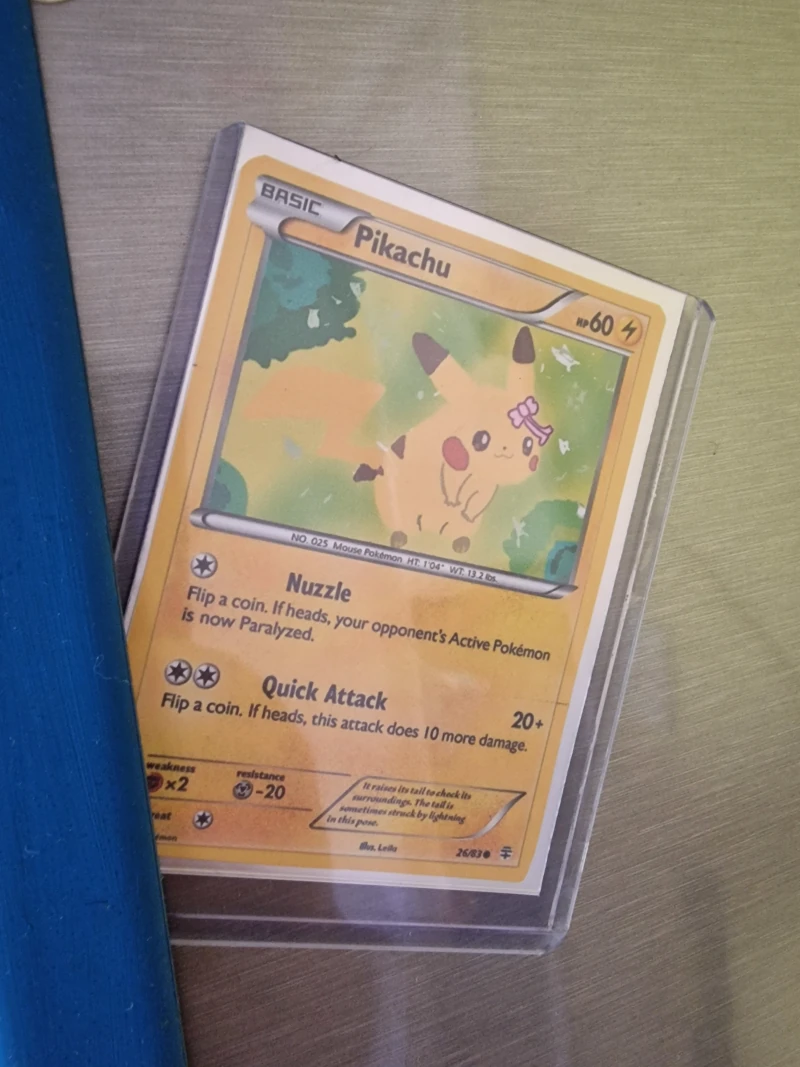 BASIC
Pikachu
HP60
NO. 025 Mouse Pokémon HT: 1'04" WT: 13.2 lbs.
Nuzzle
Flip a coin. If heads, your opponent's Active Pokémon
is now Paralyzed.
Quick Attack
20+
Flip a coin. If heads, this attack does 10 more damage.
weakness
×2
resistance
-20
It raises its tail to check its
surroundings. The tail is
sometimes struck by lightning
in this pose.
reat
émon
Illus. Leila
26/83